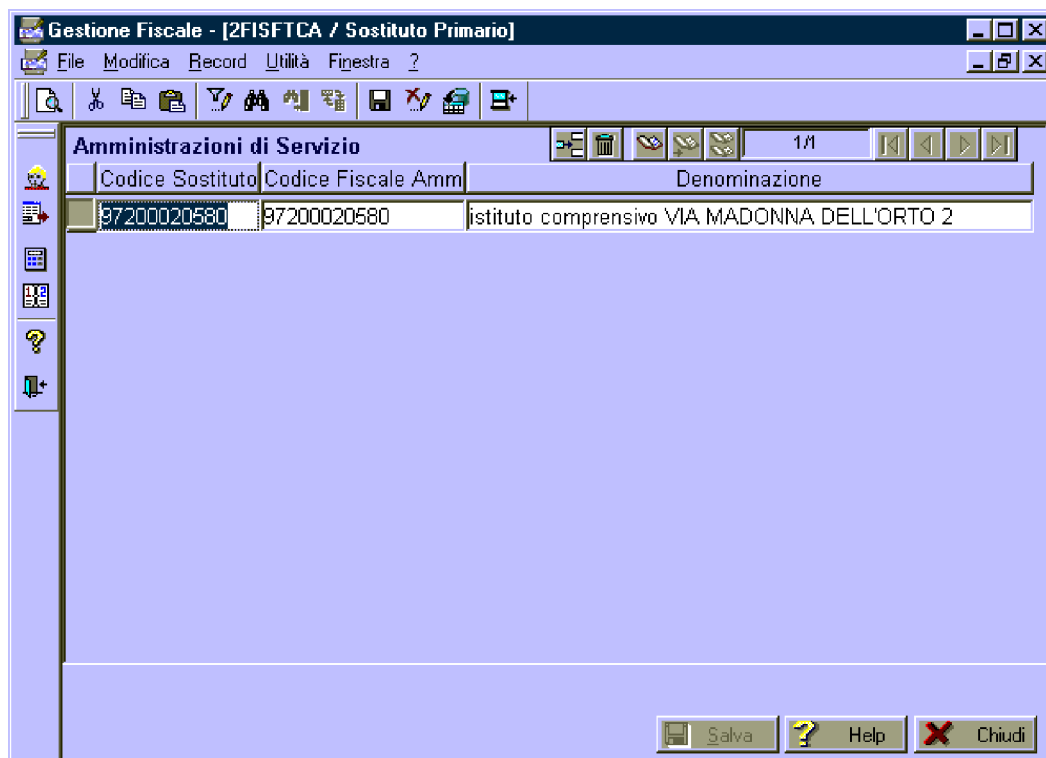 Gestione Fiscale - [2FISFTCA / Sostituto Primario]
File Modifica Record Utilità Finestra ?
Amministrazioni di Servizio 1/1
Codice Sostituto Codice Fiscale Amm Denominazione
97200020580 97200020580 istituto comprensivo VIA MADONNA DELL'ORTO 2
Salva Help Chiudi